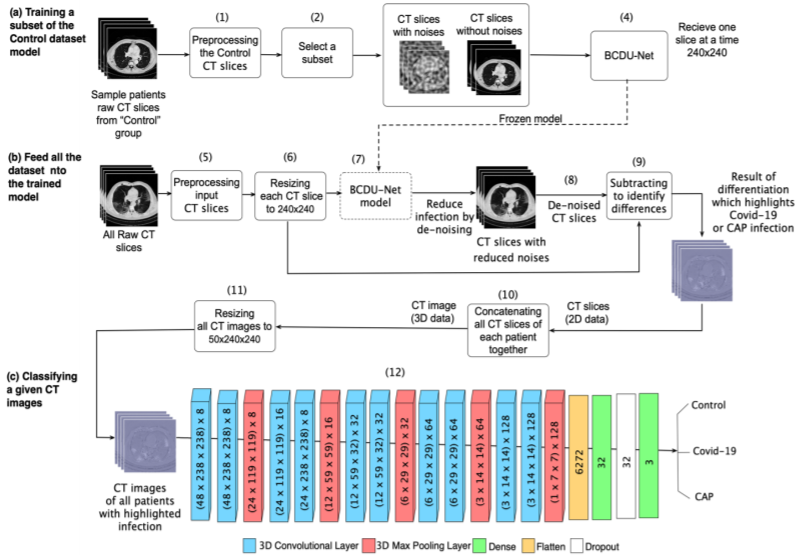 (a) Training a
subset of the
Control dataset
model
Sample patients
raw CT slices
from "Control"
group
(1)
Preprocessing
the Control
CT slices
(2)
Select a
subset
CT slices
with noises
CT slices
without noises
(4)
BCDU-Net
Recieve one
slice at a time
240x240
Frozen model
(b) Feed all the
dataset nto
the trained
model
All Raw CT
slices
(5)
Preprocessing
input
CT slices
(6)
Resizing
each CT slice
to 240x240
(7)
BCDU-Net
model
Reduce
infection by
de-noising
CT slices with
reduced noises
(8)
De-noised
CT slices
(9)
Subtracting
to identify
differences
Result of
differentiation
which highlights
Covid-19
or CAP infection
(10)
Concatenating
all CT slices of
each patient
together
CT slices
(2D data)
CT image
(3D data)
(11)
Resizing
all CT images to
50x240x240
(c) Classifying
a given CT
images
CT images
of all patients
with highlighted
infection
(12)
(48 x 238 x 238) x 8
(48 x 238 x 238) x 8
(24 x 119 x 119) x 8
(24 x 119 x 119) x 16
(24 x 238 x 238) x 8
(12 x 59 x 59) x 16
(12 x 59 x 32) x 32
(12 x 59 x 32) x 32
(6 x 29 x 29) x 32
(6 x 29 x 29) x 64
(6 x 29 x 29) x 64
(3 x 14 x 14) x 64
(3 x 14 x 14) x 128
(3 x 14 x 14) x 128
(1 x 7 x 7) x 128
6272
32
32
3
Control
Covid-19
CAP
3D Convolutional Layer
3D Max Pooling Layer
Dense
Flatten
Dropout